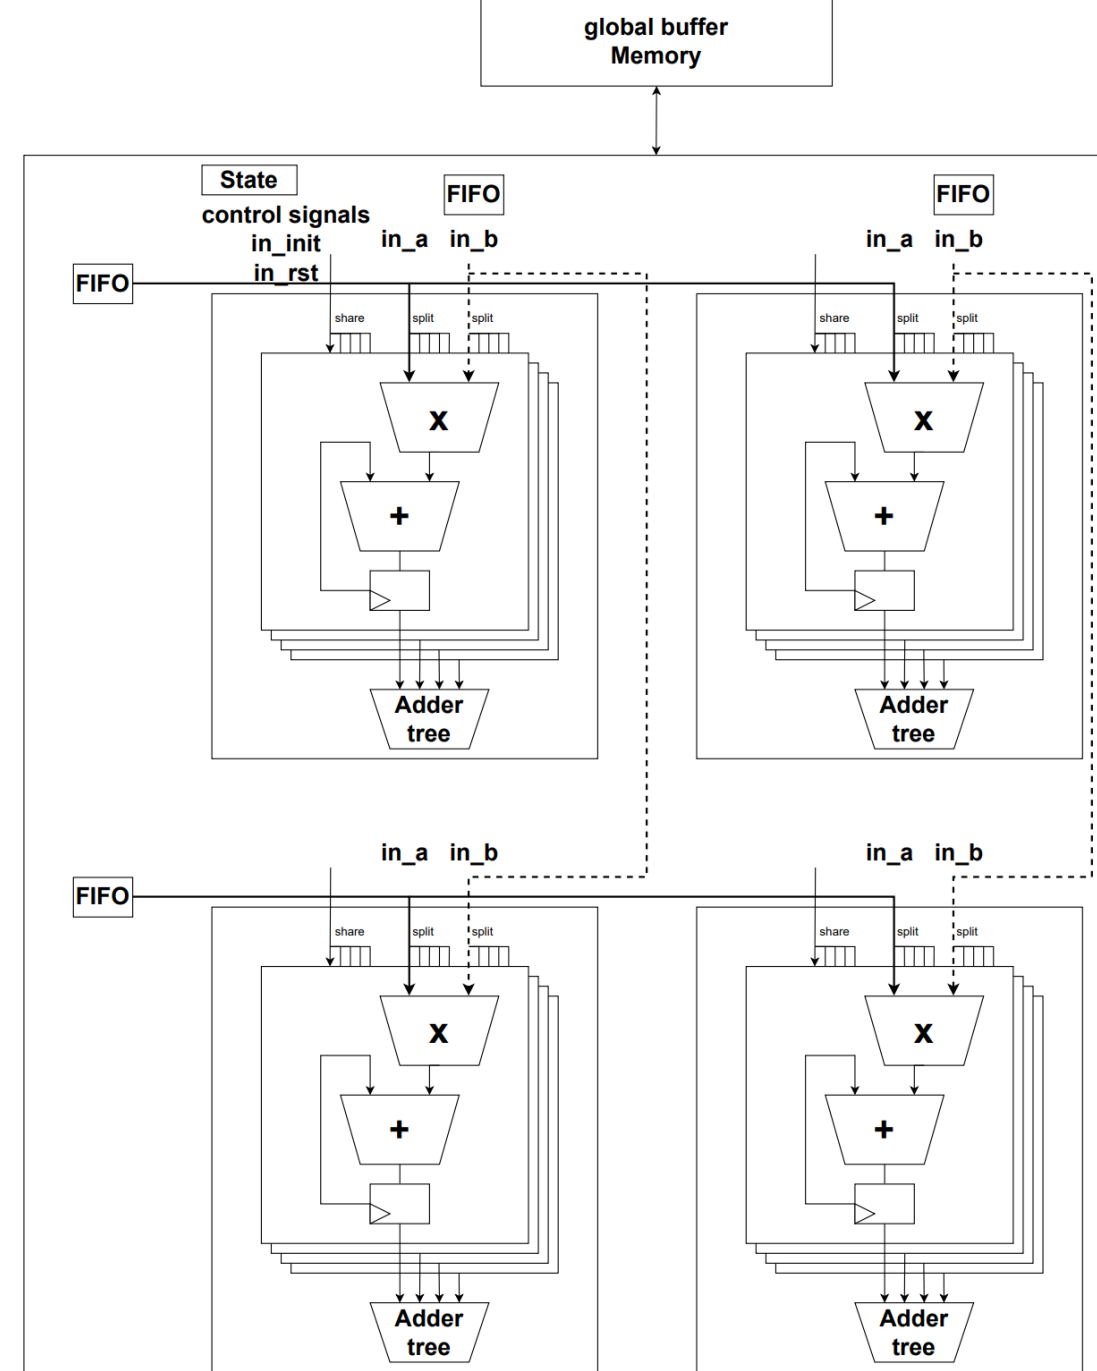 global buffer
Memory
State
FIFO
FIFO
control signals
in_init
in_a in_b
in_a in_b
in_rst
FIFO
share
split
split
share
split
split
x
x
+
+
Adder
tree
Adder
tree
in_a in_b
in_a in_b
FIFO
share
split
split
share
split
split
x
x
+
+
Adder
tree
Adder
tree